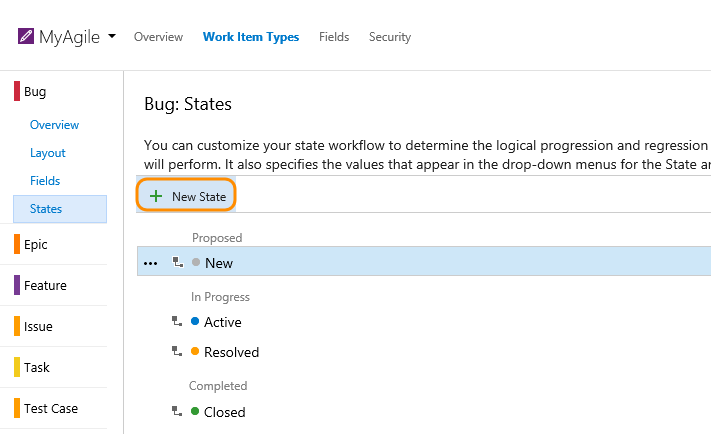 MyAgile Overview Work Item Types Fields Security
Bug
Overview
Layout
Fields
States
Epic
Feature
Issue
Task
Test Case
Bug: States
You can customize your state workflow to determine the logical progression and regression
will perform. It also specifies the values that appear in the drop-down menus for the State ar
New State
Proposed
New
In Progress
Active
Resolved
Completed
Closed